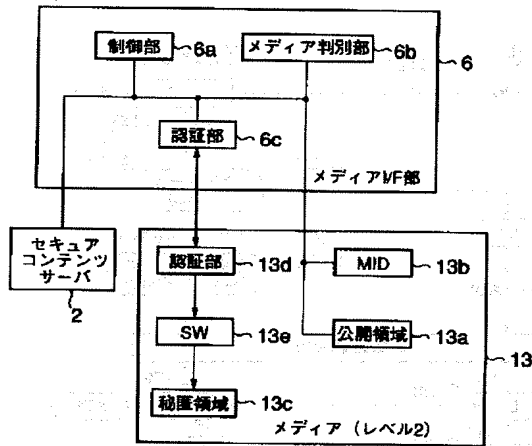 制御部
6a
メディア判別部
6b
6
認証部
6c
メディアI/F部
セキュア
コンテンツ
サーバ
2
認証部
13d
MID
13b
SW
13e
公開領域
13a
13
秘匿領域
13c
メディア（レベル2）